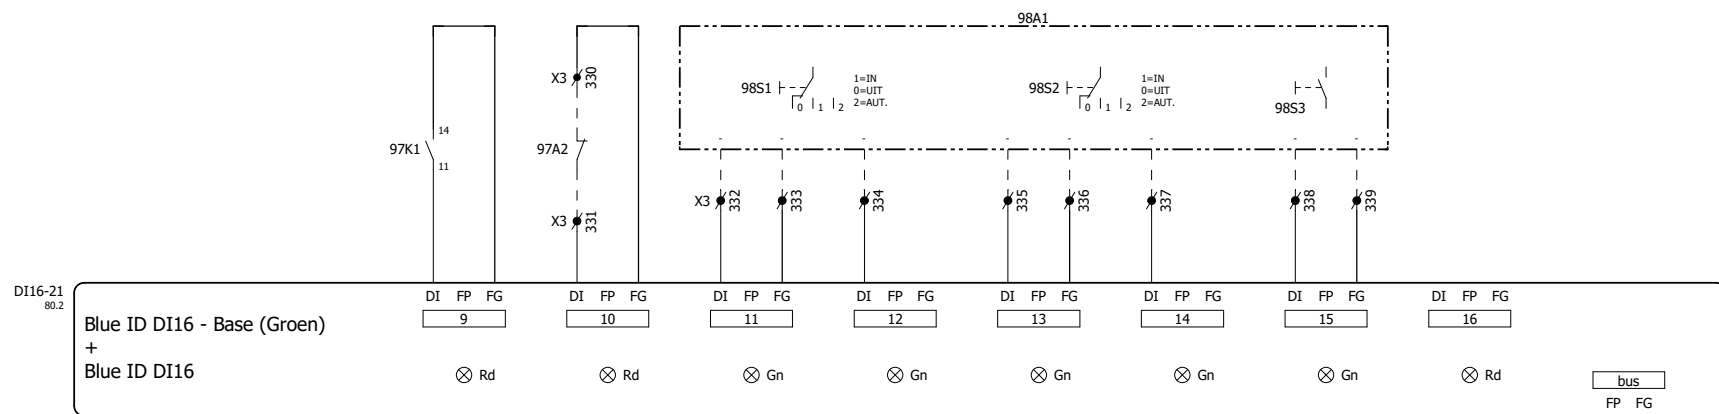 98A1
X3 330
98S1 1=IN
0=UIT
2=AUT.
0 1 2
98S2 1=IN
0=UIT
2=AUT.
0 1 2
98S3
14
97K1
11
97A2
X3 331
X3 332 333 334 335 336 337 338 339
DI16-21
80.2
DI FP FG DI FP FG DI FP FG DI FP FG DI FP FG DI FP FG DI FP FG DI FP FG
9 10 11 12 13 14 15 16
Blue ID DI16 - Base (Groen)
+
Blue ID DI16
Rd Rd Gn Gn Gn Gn Gn Rd
bus
FP FG